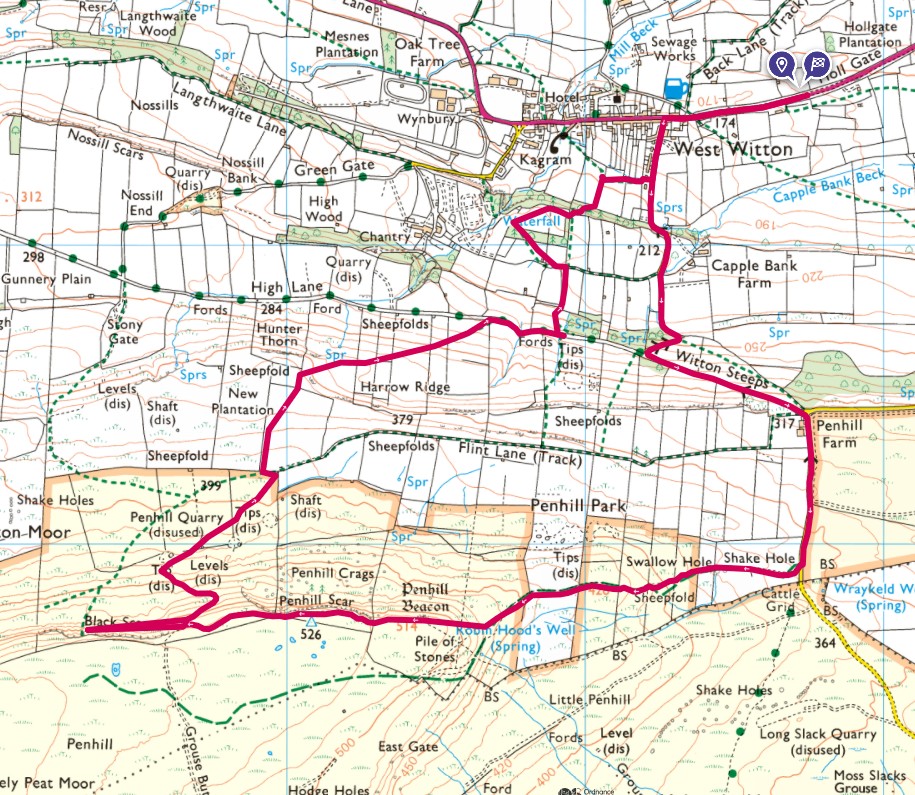 Resr
Langthwaite
Wood
Spr
Lane
Mesnes
Plantation
Oak Tree
Farm
Mill Beck
Sewage
Works
Back Lane (Track)
Hollgate
Plantation
Holl Gate
Spr
Spr
Spr
Nossills
Langthwaite Lane
Wynbury
Hotel
170
174
West Witton
Kagram
Nossill Scars
Nossill
Bank
Green Gate
Quarry
(dis)
312
Nossill
End
High
Wood
Waterfall
Sprs
Capple Bank Beck
Spr
190
Chantry
212
298
Quarry
(dis)
Capple Bank
Farm
220
Gunnery Plain
High Lane
284
Fords
Ford
Sheepfolds
Stony
Gate
Hunter
Thorn
Spr
Fords
Spr
Spr
Spr
250
Tips
(dis)
Witton Steeps
Sprs
Sheepfold
Levels
(dis)
New
Plantation
Harrow Ridge
Shaft
(dis)
379
Sheepfolds
317
Penhill
Farm
Sheepfolds
Flint Lane (Track)
Sheepfold
399
Spr
Shake Holes
Shaft
(dis)
Tips
(dis)
Penhill Quarry
(disused)
Penhill Park
on Moor
Spr
Levels
(dis)
Tips
(dis)
Swallow Hole
Shake Hole
BS
Penhill Crags
Penhill
Beacon
Sheepfold
Cattle
Grid
BS
Wraykeld W
(Spring)
Penhill Scar
526
514
Robin Hood's Well
(Spring)
Pile of
Stones
BS
364
BS
Little Penhill
Shake Holes
Fords
Level
(dis)
Long Slack Quarry
(disused)
Penhill
East Gate
500
450
420
400
ely Peat Moor
Hodge Holes
Ford
Ordnance
Moss Slacks
Grouse